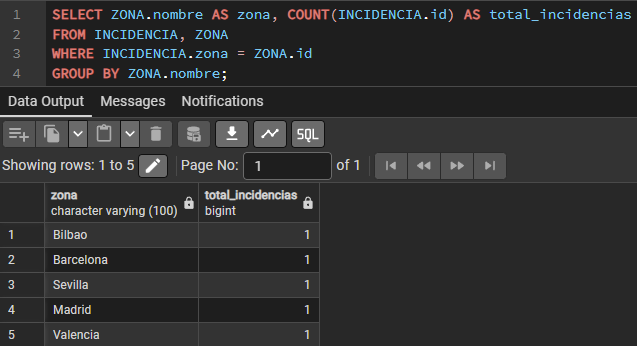 1 SELECT ZONA.nombre AS zona, COUNT(INCIDENCIA.id) AS total_incidencias
2 FROM INCIDENCIA, ZONA
3 WHERE INCIDENCIA.zona = ZONA.id
4 GROUP BY ZONA.nombre;
Data Output Messages Notifications
SQL
Showing rows: 1 to 5 Page No: 1 of 1
zona total_incidencias
character varying (100) bigint
1 Bilbao 1
2 Barcelona 1
3 Sevilla 1
4 Madrid 1
5 Valencia 1